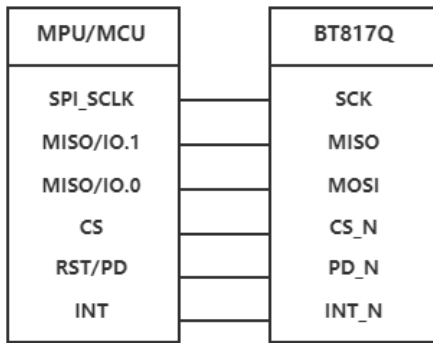 MPU/MCU BT817Q
SPI_SCLK SCK
MISO/IO.1 MISO
MISO/IO.0 MOSI
CS CS_N
RST/PD PD_N
INT INT_N